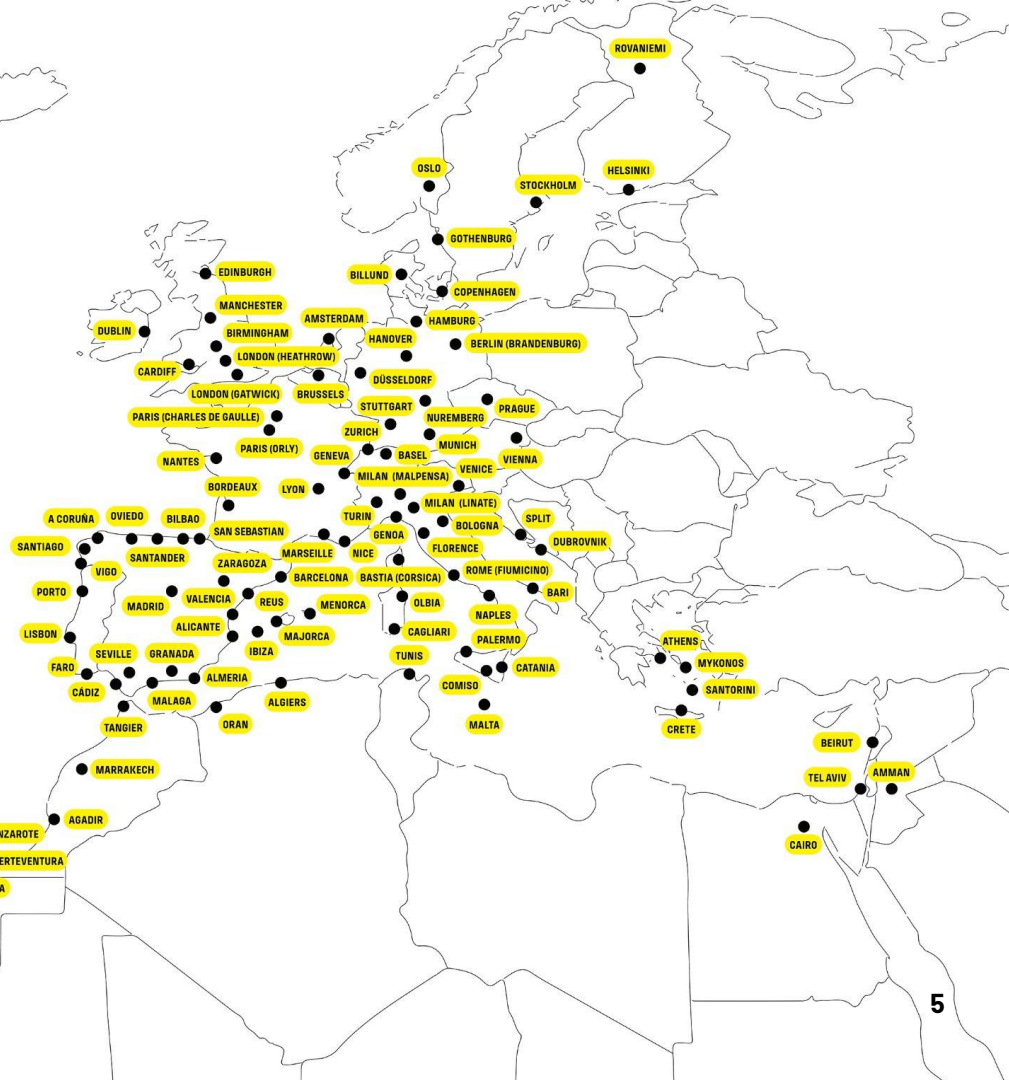 ROVANIEMI
OSLO
HELSINKI
STOCKHOLM
GOTHENBURG
EDINBURGH
BILLUND
COPENHAGEN
MANCHESTER
AMSTERDAM
HAMBURG
DUBLIN
BIRMINGHAM
HANOVER
BERLIN (BRANDENBURG)
LONDON (HEATHROW)
CARDIFF
DÜSSELDORF
LONDON (GATWICK)
BRUSSELS
STUTTGART
PRAGUE
PARIS (CHARLES DE GAULLE)
NUREMBERG
ZURICH
MUNICH
PARIS (ORLY)
GENEVA
BASEL
NANTES
VIENNA
VENICE
MILAN (MALPENSA)
BORDEAUX
LYON
MILAN (LINATE)
A CORUÑA
OVIEDO
BILBAO
TURIN
SPLIT
BOLOGNA
SAN SEBASTIAN
GENOA
DUBROVNIK
SANTIAGO
FLORENCE
MARSEILLE
NICE
SANTANDER
ZARAGOZA
VIGO
BARCELONA
BASTIA (CORSICA)
ROME (FIUMICINO)
PORTO
BARI
VALENCIA
REUS
MENORCA
OLBIA
MADRID
NAPLES
ALICANTE
LISBON
CAGLIARI
MAJORCA
PALERMO
ATHENS
IBIZA
SEVILLE
GRANADA
TUNIS
MYKONOS
FARO
CATANIA
ALMERIA
COMISO
SANTORINI
CÁDIZ
MALAGA
ALGIERS
TANGIER
ORAN
MALTA
CRETE
BEIRUT
MARRAKECH
TEL AVIV
AMMAN
AGADIR
NZAROTE
CAIRO
ERTEVENTURA
A
5